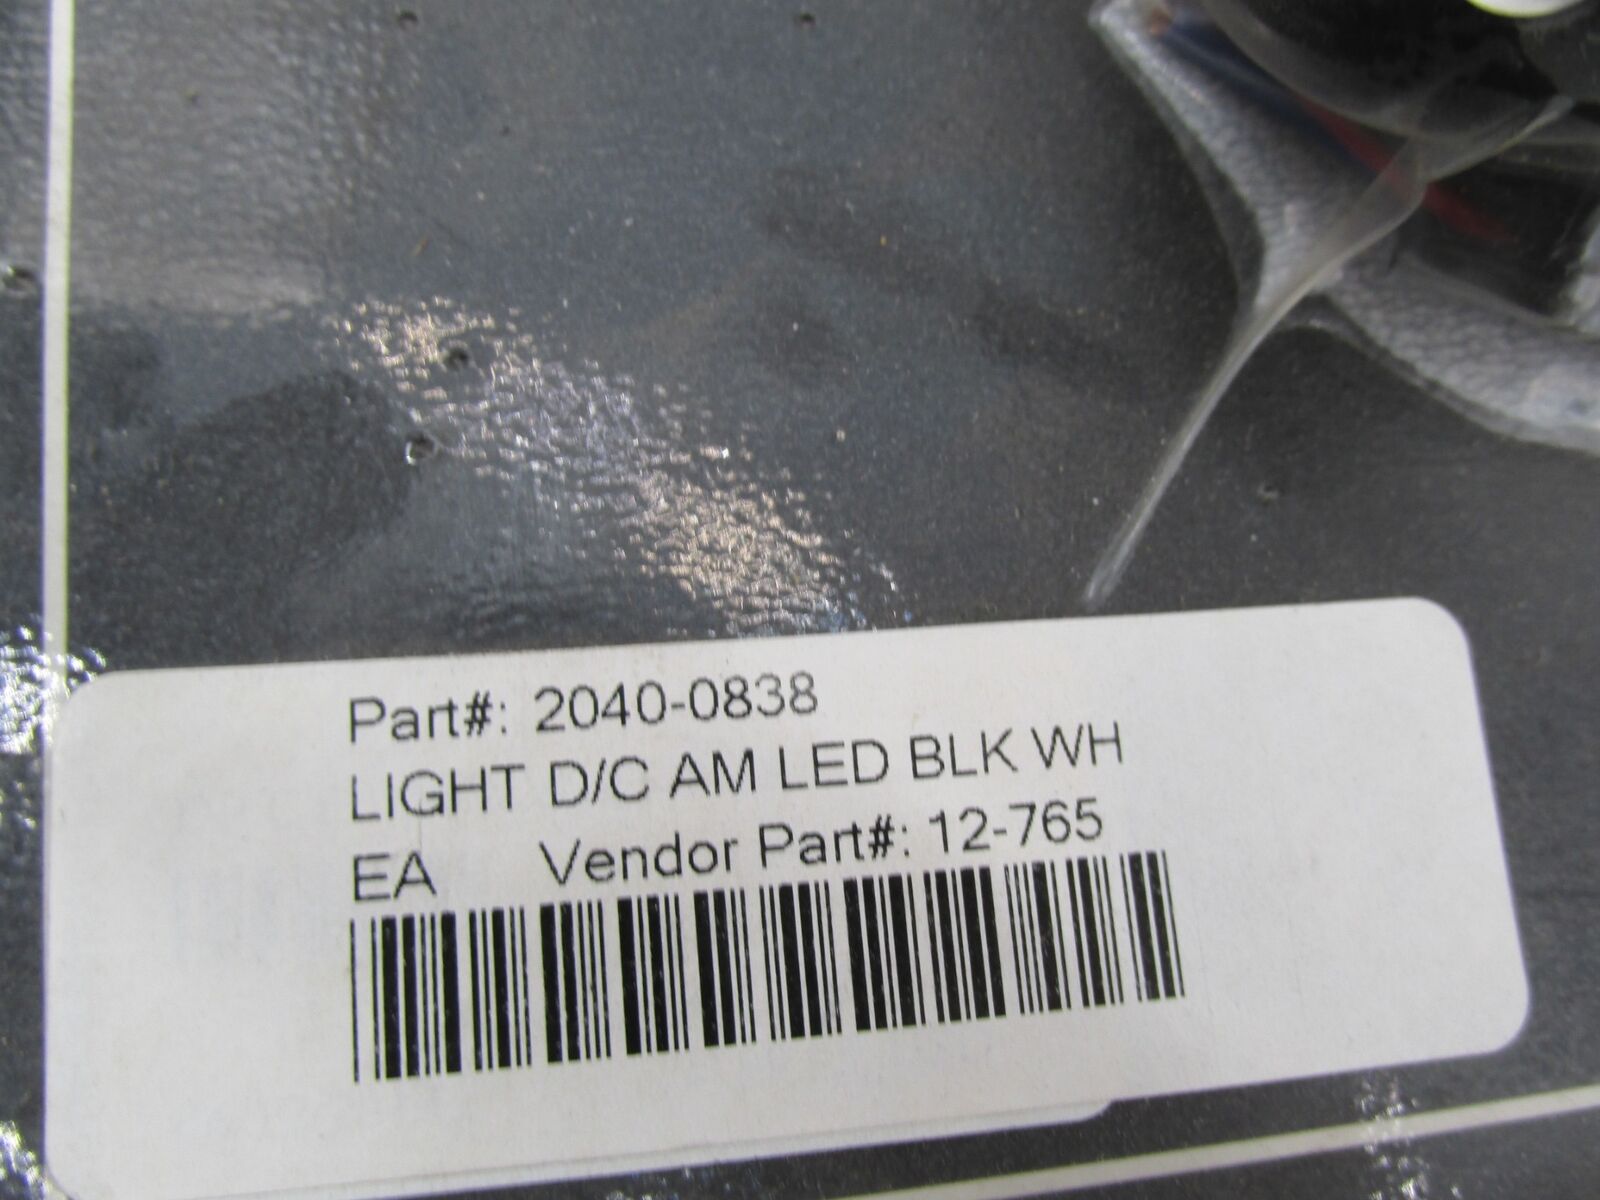 Part#: 2040-0838
LIGHT D/C AM LED BLK WH
EA Vendor Part#: 12-765